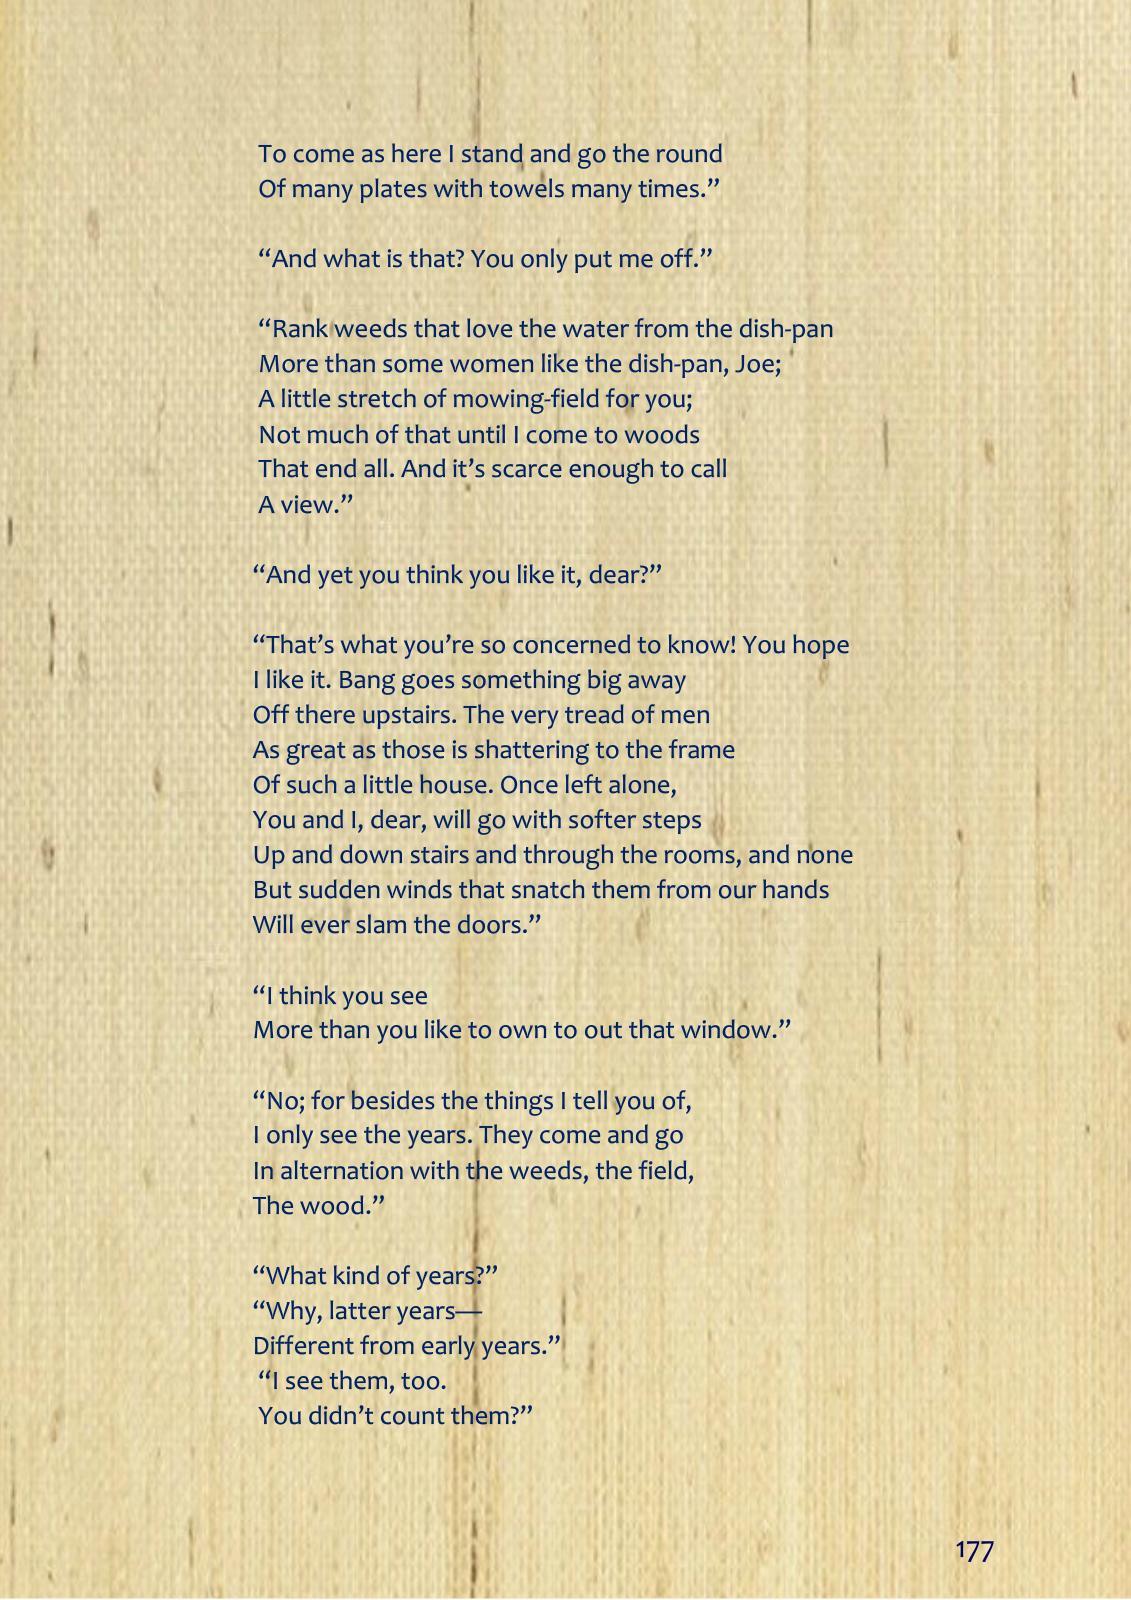 To come as here I stand and go the round
Of many plates with towels many times.”
“And what is that? You only put me off.”
“Rank weeds that love the water from the dish-pan
More than some women like the dish-pan, Joe;
A little stretch of mowing-field for you;
Not much of that until I come to woods
That end all. And it’s scarce enough to call
A view.”
“And yet you think you like it, dear?”
“That’s what you’re so concerned to know! You hope
I like it. Bang goes something big away
Off there upstairs. The very tread of men
As great as those is shattering to the frame
Of such a little house. Once left alone,
You and I, dear, will go with softer steps
Up and down stairs and through the rooms, and none
But sudden winds that snatch them from our hands
Will ever slam the doors.”
“I think you see
More than you like to own to out that window.”
“No; for besides the things I tell you of,
I only see the years. They come and go
In alternation with the weeds, the field,
The wood.”
“What kind of years?”
“Why, latter years—
Different from early years.”
“I see them, too.
You didn’t count them?”
177